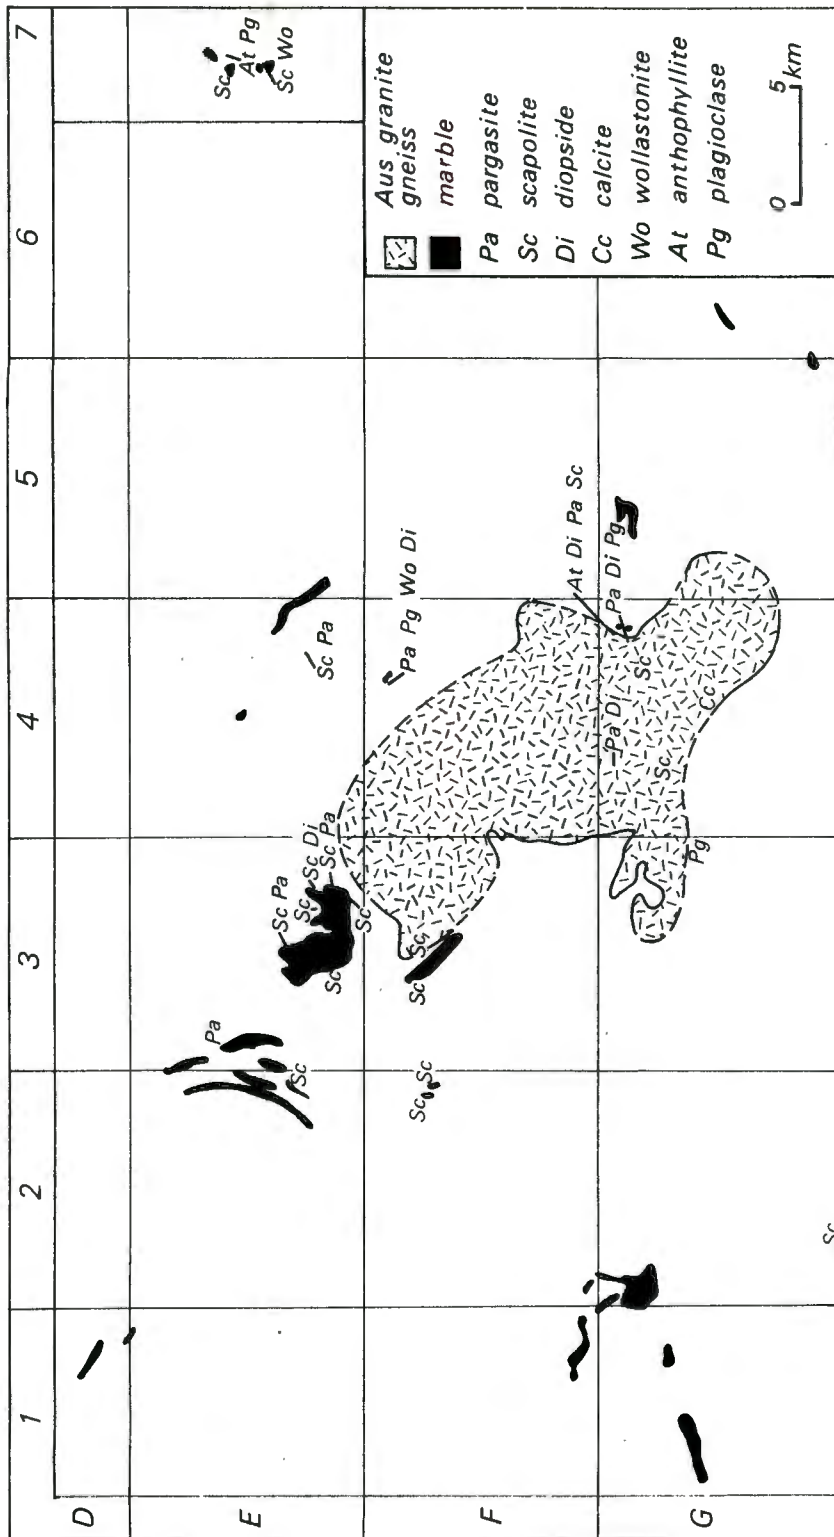 1 2 3 4 5 6 7
D
E
F
G
Sc
At Pg
Sc Wo
Sc Pa
Pa Pg Wo Di
Sc Pa
Sc
Sc Di
Sc Pa
Sc
Sc
Pa
Sc
Sc
Sc
Sc
Sc
At Di Pa Sc
Pa Di Pg
Sc
Pa Di
Cc
Sc
Pg
Sc
Aus granite
gneiss
marble
Pa pargasite
Sc scapolite
Di diopside
Cc calcite
Wo wollastonite
At anthophyllite
Pg plagioclase
0 5
km